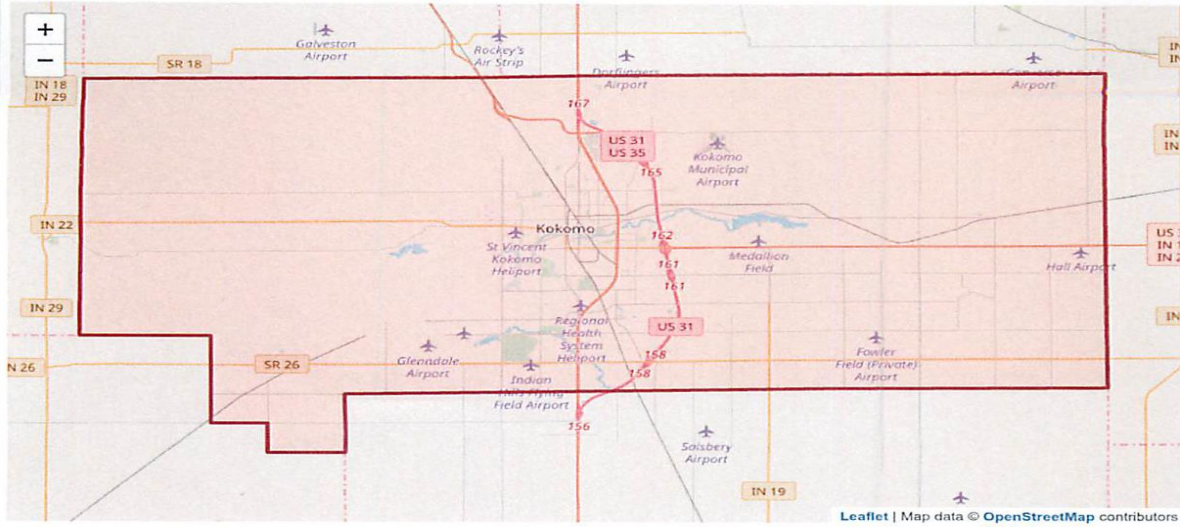 +
−
Galveston
Airport
Rockey's
Air Strip
SR 18
Dorflingers
Airport
Converse
Airport
IN 18
IN 29
167
US 31
US 35
Kokomo
Municipal
Airport
165
IN 22
Kokomo
St Vincent
Kokomo
Heliport
162
161
161
Medallion
Field
Hall Airport
IN 29
Regional
Health
System
Heliport
US 31
SR 26
Glenndale
Airport
158
158
Fowler
Field (Private)
Airport
Indian
Hills Flying
Field Airport
N 26
156
Salsbery
Airport
IN 19
Leaflet | Map data © OpenStreetMap contributors